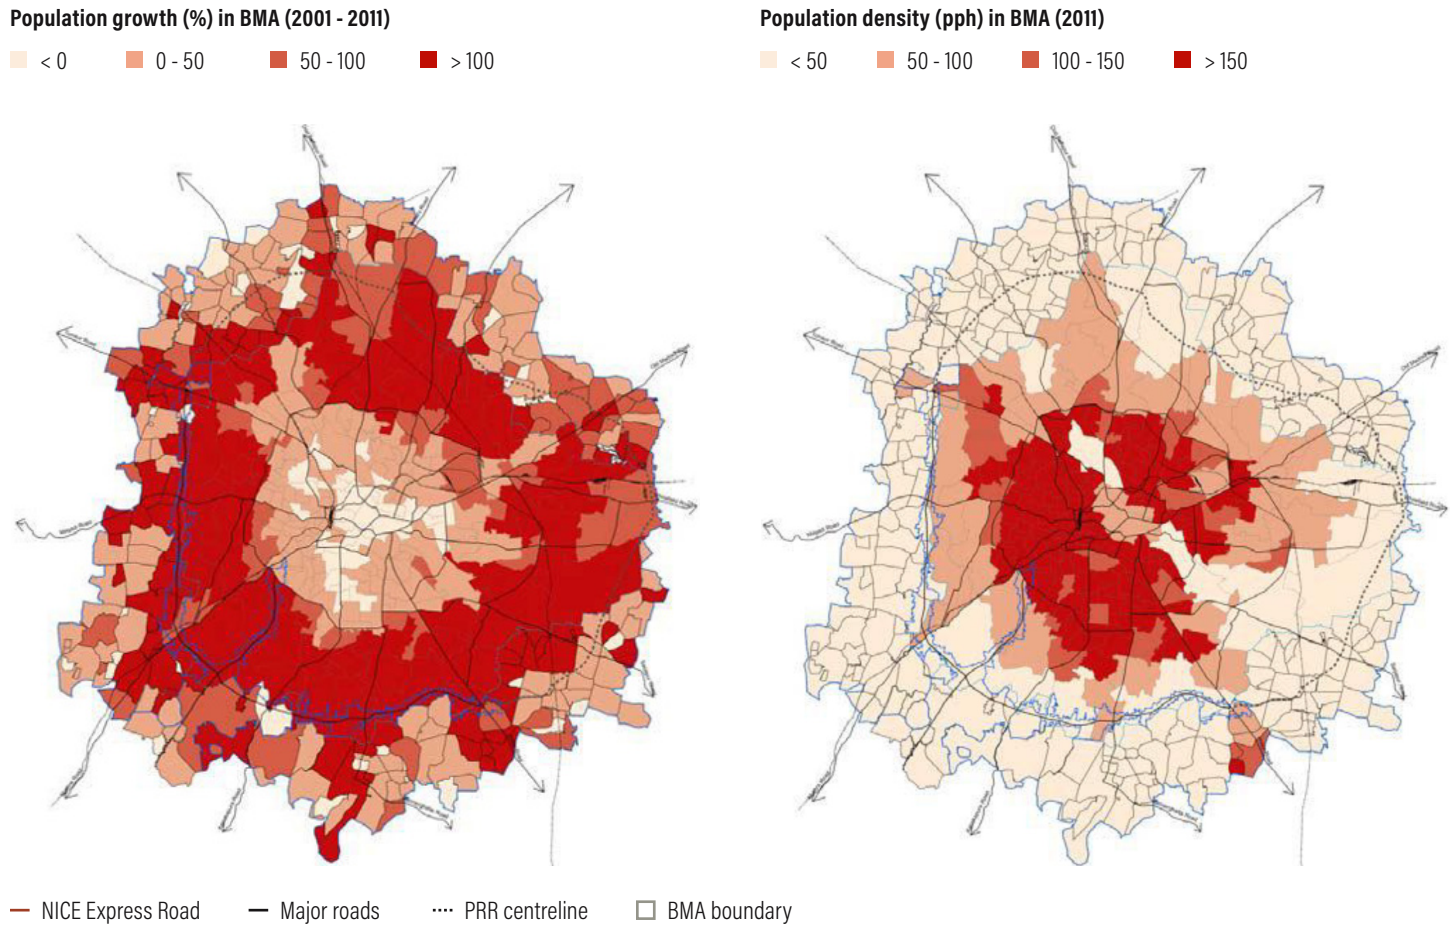 Population growth (%) in BMA (2001 - 2011)
< 0
0 - 50
50 - 100
> 100
Population density (pph) in BMA (2011)
< 50
50 - 100
100 - 150
> 150
NICE Express Road
Major roads
PRR centreline
BMA boundary